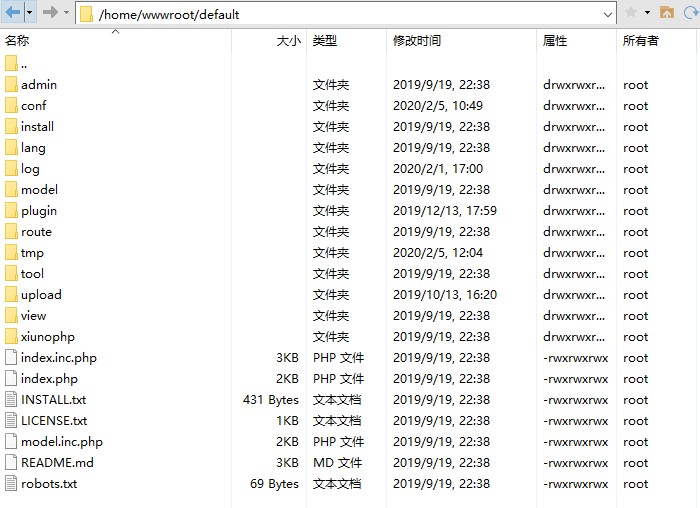 /home/wwwroot/default
名称 大小 类型 修改时间 属性 所有者
..
admin 文件夹 2019/9/19, 22:38 drwxrwxr... root
conf 文件夹 2020/2/5, 10:49 drwxrwxr... root
install 文件夹 2019/9/19, 22:38 drwxrwxr... root
lang 文件夹 2019/9/19, 22:38 drwxrwxr... root
log 文件夹 2020/2/1, 17:00 drwxrwxr... root
model 文件夹 2019/9/19, 22:38 drwxrwxr... root
plugin 文件夹 2019/12/13, 17:59 drwxrwxr... root
route 文件夹 2019/9/19, 22:38 drwxrwxr... root
tmp 文件夹 2020/2/5, 12:04 drwxrwxr... root
tool 文件夹 2019/9/19, 22:38 drwxrwxr... root
upload 文件夹 2019/10/13, 16:20 drwxrwxr... root
view 文件夹 2019/9/19, 22:38 drwxrwxr... root
xiunophp 文件夹 2019/9/19, 22:38 drwxrwxr... root
index.inc.php 3KB PHP 文件 2019/9/19, 22:38 -rwxrwxrwx root
index.php 2KB PHP 文件 2019/9/19, 22:38 -rwxrwxrwx root
INSTALL.txt 431 Bytes 文本文档 2019/9/19, 22:38 -rwxrwxrwx root
LICENSE.txt 1KB 文本文档 2019/9/19, 22:38 -rwxrwxrwx root
model.inc.php 2KB PHP 文件 2019/9/19, 22:38 -rwxrwxrwx root
README.md 3KB MD 文件 2019/9/19, 22:38 -rwxrwxrwx root
robots.txt 69 Bytes 文本文档 2019/9/19, 22:38 -rwxrwxrwx root